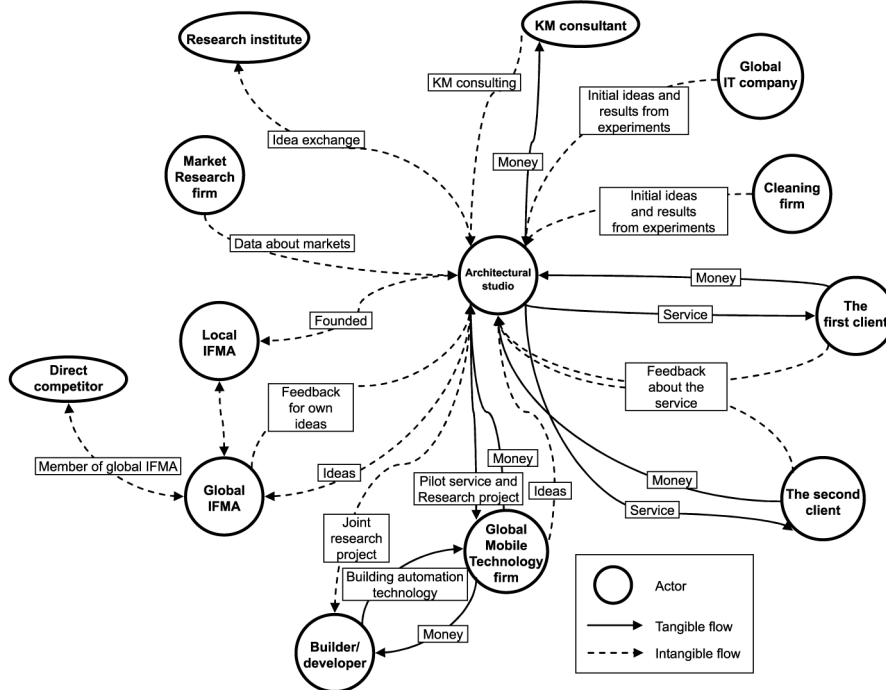 Research institute
KM consultant
Global
IT company
KM consulting
Initial ideas and
results from
experiments
Idea exchange
Market
Research
firm
Money
Cleaning
firm
Initial ideas
and results
from experiments
Data about markets
Architectural
studio
Money
The
first client
Service
Founded
Local
IFMA
Direct
competitor
Feedback
for own
ideas
Feedback
about the
service
Member of global IFMA
Global
IFMA
Ideas
Money
Pilot service and
Research project
Ideas
Money
The second
client
Service
Joint
research
project
Global
Mobile
Technology
firm
Building automation
technology
Money
Builder/
developer
Actor
Tangible flow
Intangible flow